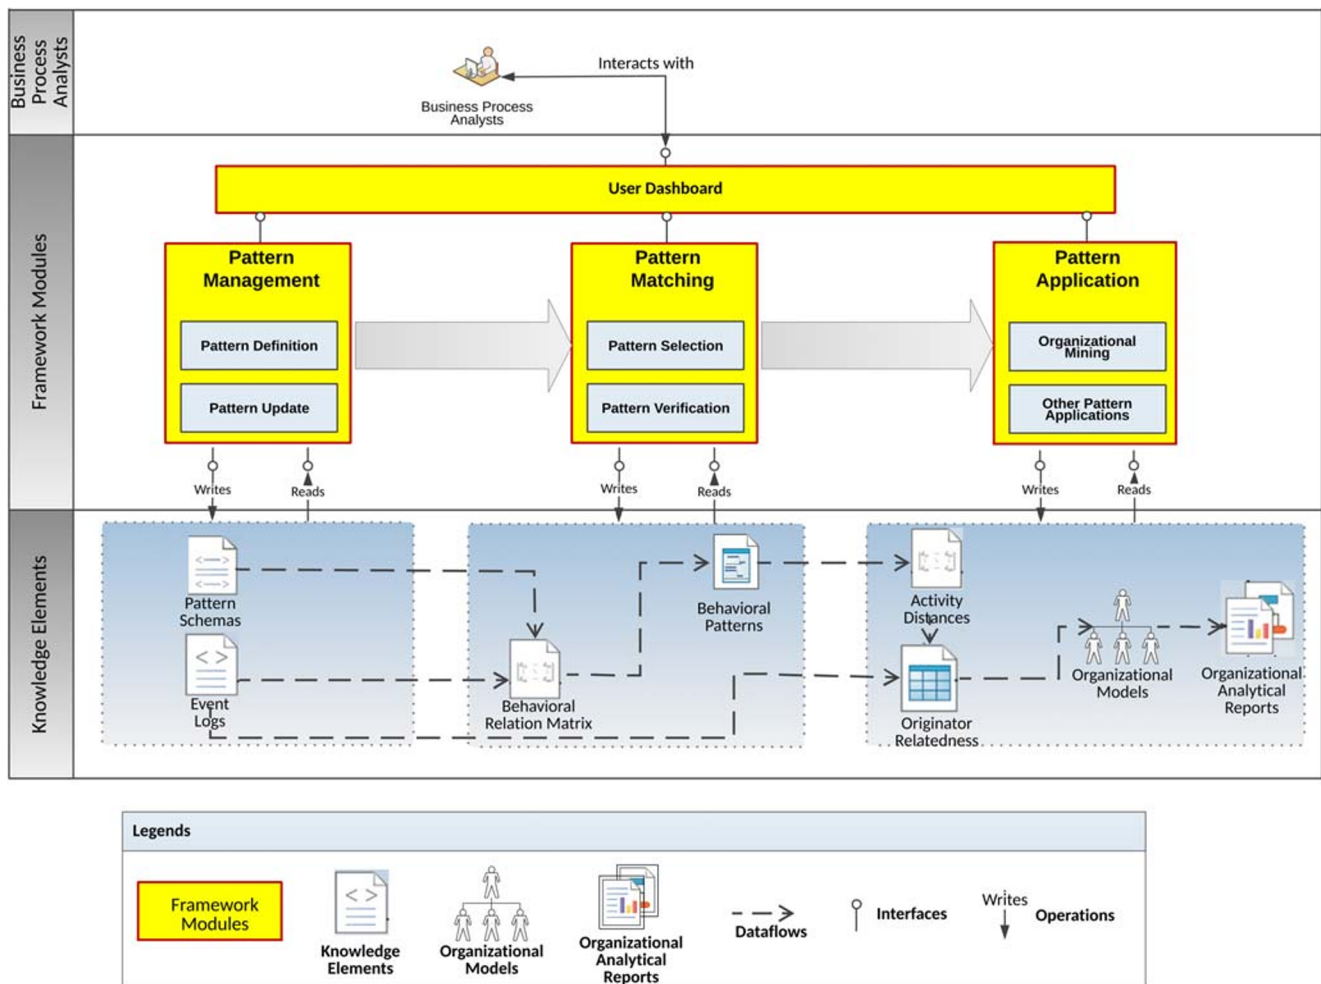 Business
Process
Analysts
Interacts with
Business Process
Analysts
Framework Modules
User Dashboard
Pattern
Management
Pattern Definition
Pattern Update
Pattern
Matching
Pattern Selection
Pattern Verification
Pattern
Application
Organizational
Mining
Other Pattern
Applications
Writes
Reads
Writes
Reads
Writes
Reads
Knowledge Elements
Pattern
Schemas
Event
Logs
Behavioral
Relation Matrix
Behavioral
Patterns
Activity
Distances
Originator
Relatedness
Organizational
Models
Organizational
Analytical
Reports
Legends
Framework
Modules
Knowledge
Elements
Organizational
Models
Organizational
Analytical
Reports
Dataflows
Interfaces
Writes
Operations